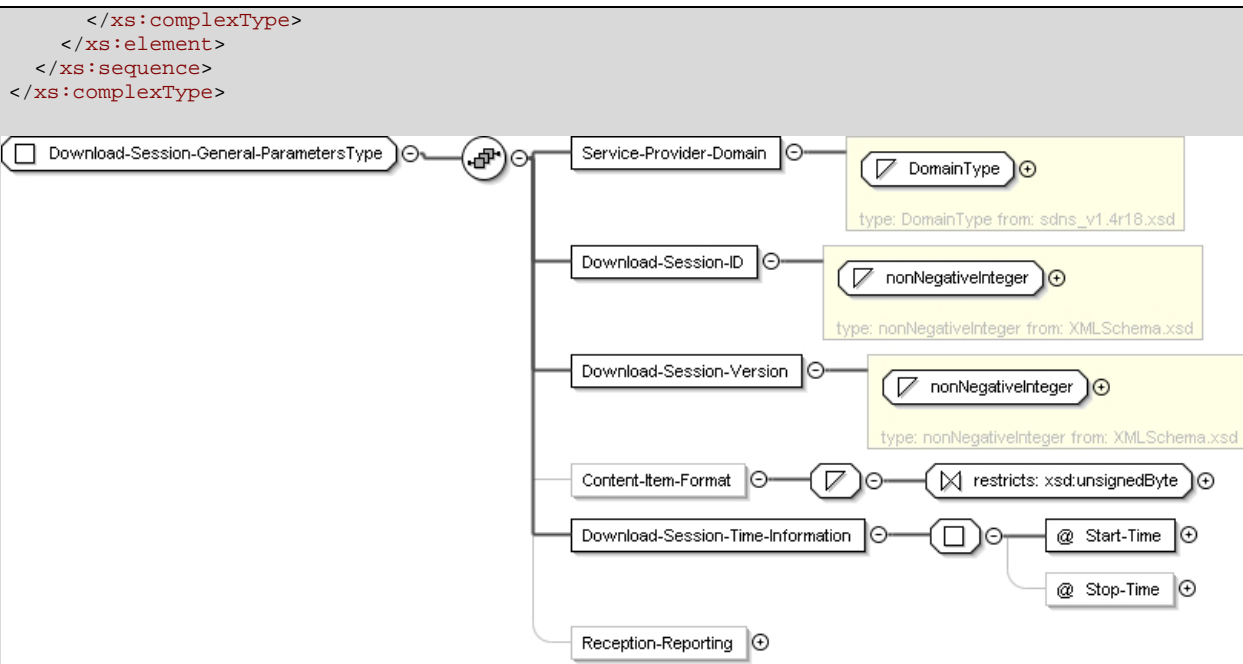 </xs:complexType>
</xs:element>
</xs:sequence>
</xs:complexType>
Download-Session-General-ParametersType
Service-Provider-Domain
DomainType
type: DomainType from: sdns_v1.4r18.xsd
Download-Session-ID
nonNegativeInteger
type: nonNegativeInteger from: XMLSchema.xsd
Download-Session-Version
nonNegativeInteger
type: nonNegativeInteger from: XMLSchema.xsd
Content-Item-Format
restricts: xsd:unsignedByte
Download-Session-Time-Information
@ Start-Time
@ Stop-Time
Reception-Reporting